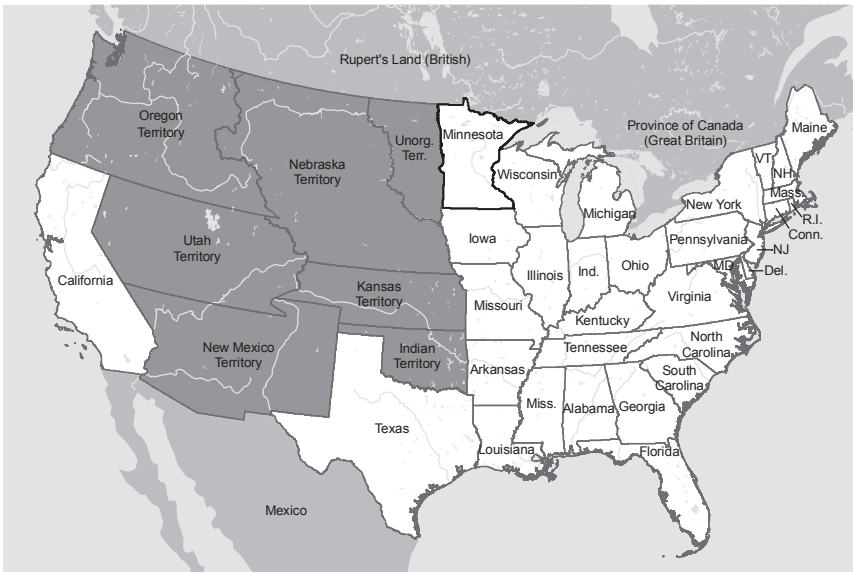 Rupert's Land (British)
Oregon
Territory
Nebraska
Territory
Unorg.
Terr.
Minnesota
Province of Canada
(Great Britain)
Maine
VT
NH
Mass.
Wisconsin
Michigan
New York
R.I.
Conn.
Utah
Territory
Iowa
Pennsylvania
NJ
California
Illinois
Ind.
Ohio
MD
Del.
Kansas
Territory
Missouri
Virginia
Kentucky
New Mexico
Territory
Indian
Territory
Tennessee
North
Carolina
Arkansas
South
Carolina
Texas
Miss.
Alabama
Georgia
Louisiana
Florida
Mexico